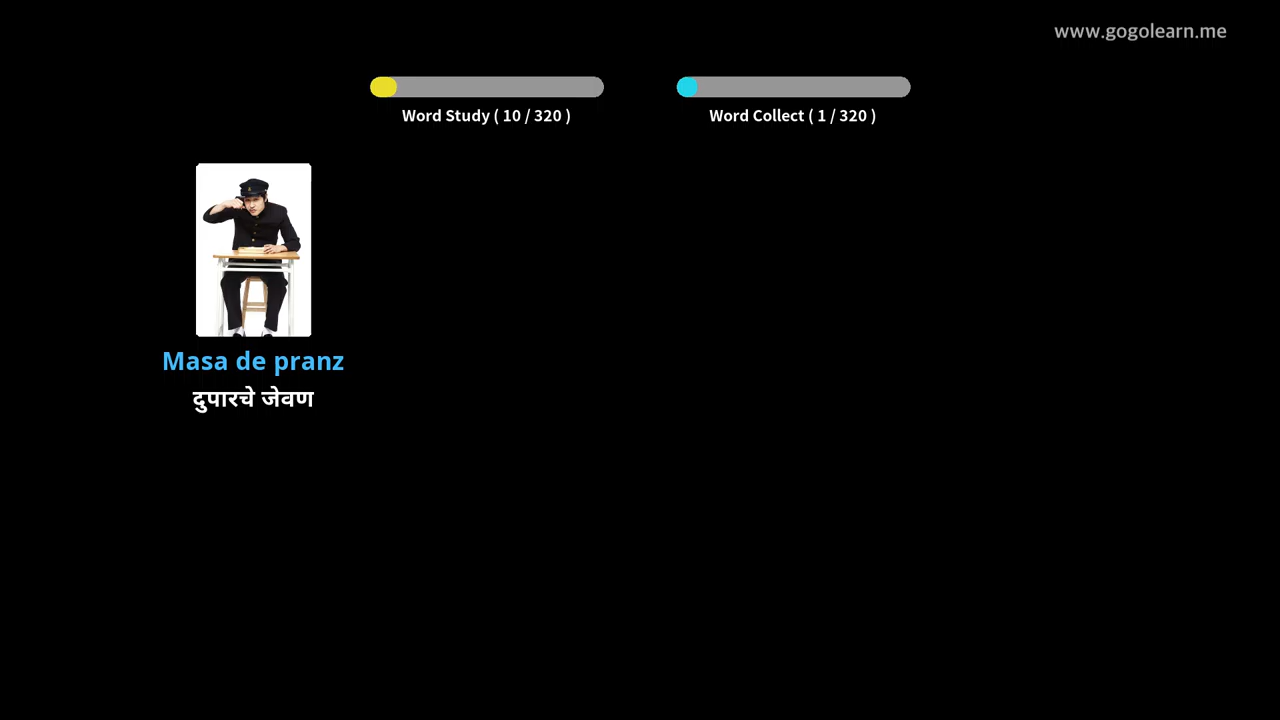 www.gogolearn.me
Word Study ( 10 / 320 )
Word Collect ( 1 / 320 )
Masa de pranz
दुपारचे जेवण